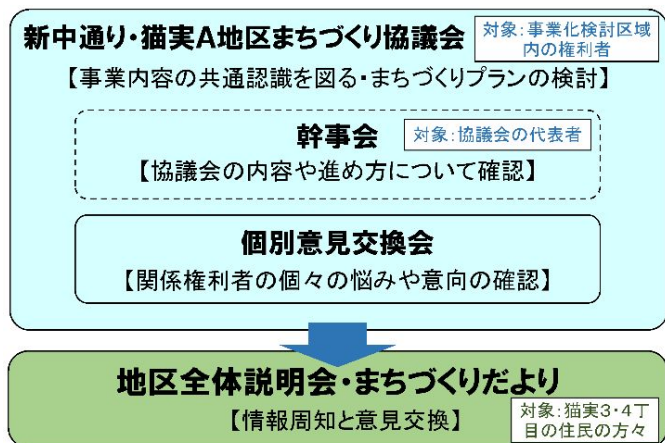 新中通り・猫実A地区まちづくり協議会
対象：事業化検討区域
内の権利者
【事業内容の共通認識を図る・まちづくりプランの検討】
幹事会
対象：協議会の代表者
【協議会の内容や進め方について確認】
個別意見交換会
【関係権利者の個々の悩みや意向の確認】
地区全体説明会・まちづくりだより
【情報周知と意見交換】
対象：猫実3・4丁
目の住民の方々